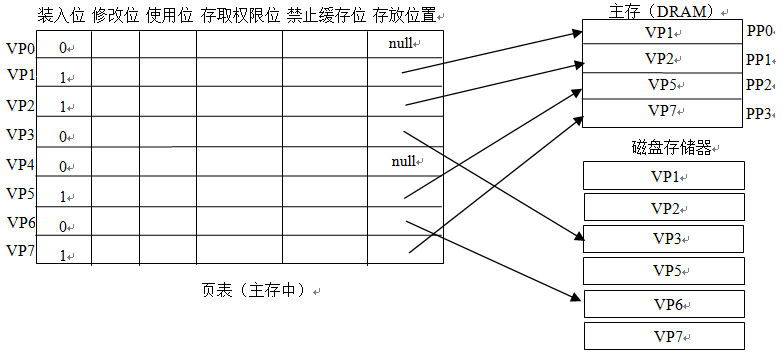 装入位 修改位 使用位 存取权限位 禁止缓存位 存放位置
VP0 0 null
VP1 1
VP2 1
VP3 0
VP4 0 null
VP5 1
VP6 0
VP7 1
页表（主存中）
主存（DRAM）
VP1 PP0
VP2 PP1
VP5 PP2
VP7 PP3
磁盘存储器
VP1
VP2
VP3
VP5
VP6
VP7